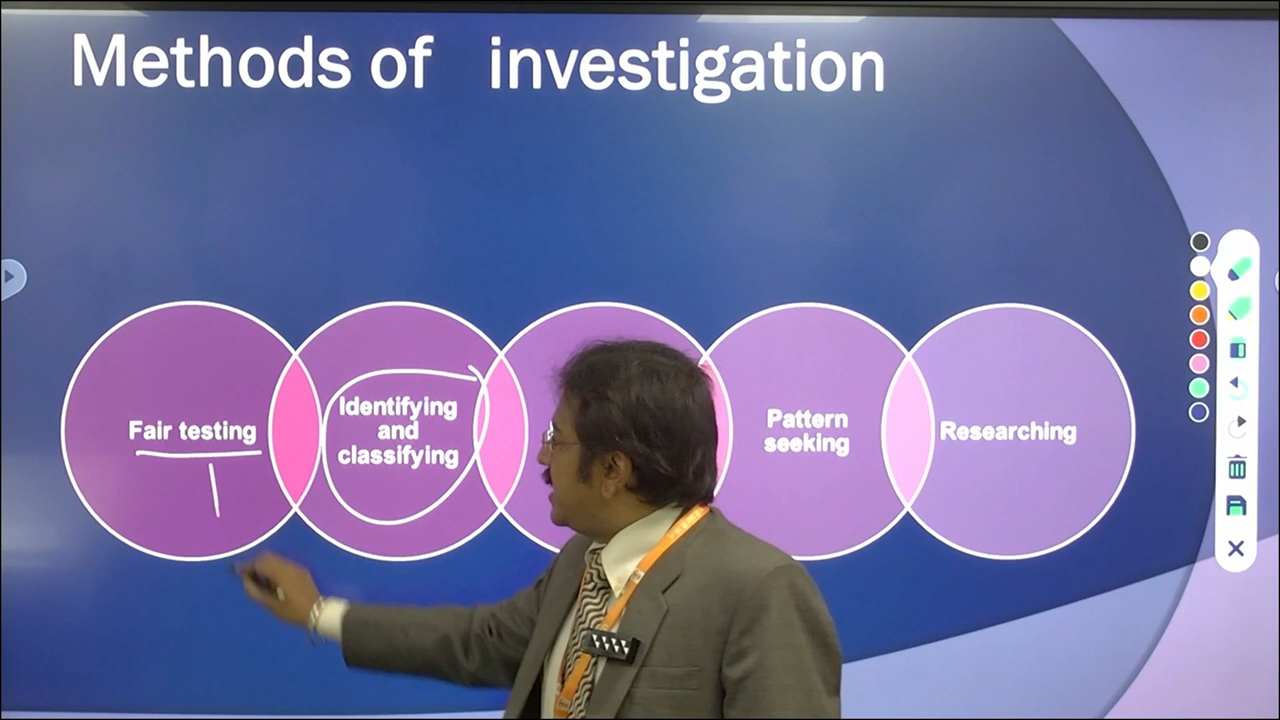 Methods of investigation
Fair testing
Identifying
and
classifying
Pattern
seeking
Researching